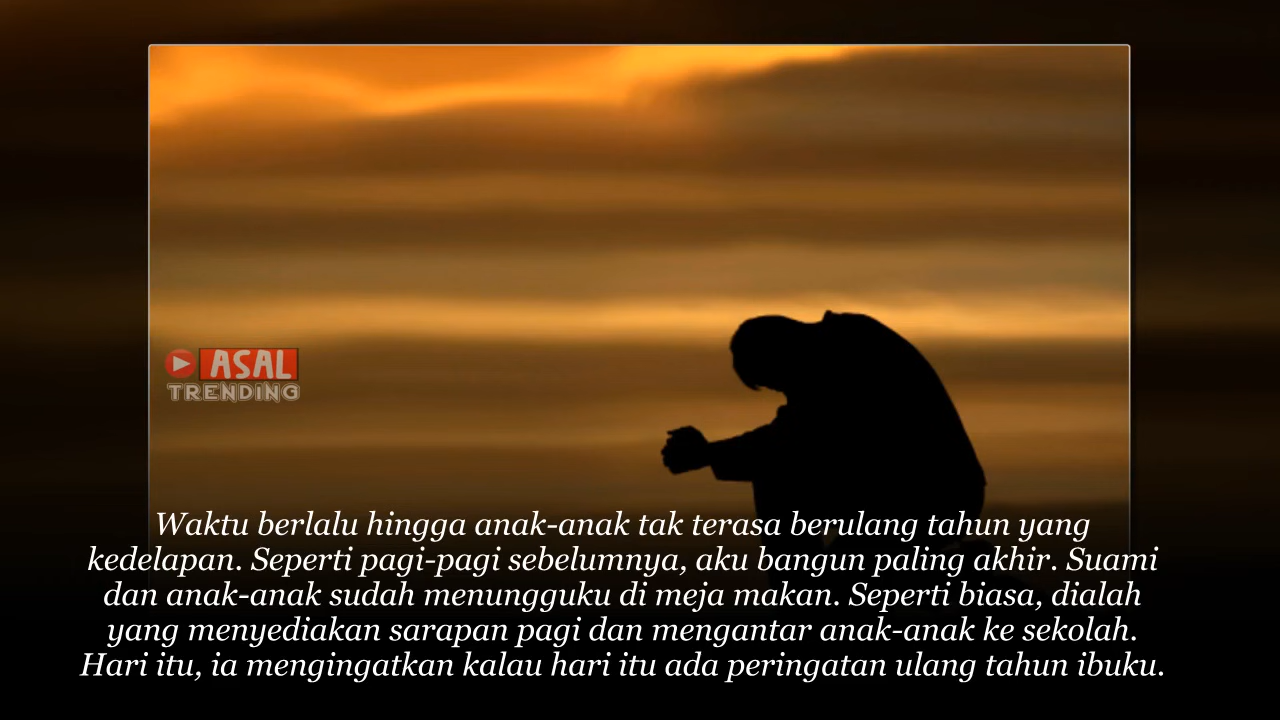 ASAL
TRENDING
Waktu berlalu hingga anak-anak tak terasa berulang tahun yang
kedelapan. Seperti pagi-pagi sebelumnya, aku bangun paling akhir. Suami
dan anak-anak sudah menungguku di meja makan. Seperti biasa, dialah
yang menyediakan sarapan pagi dan mengantar anak-anak ke sekolah.
Hari itu, ia mengingatkan kalau hari itu ada peringatan ulang tahun ibuku.